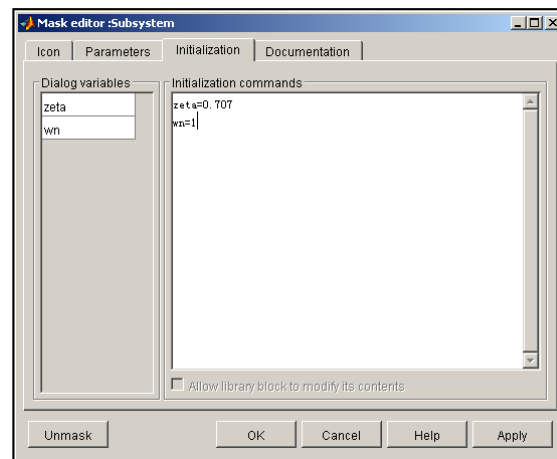 Mask editor :Subsystem
Icon Parameters Initialization Documentation
Dialog variables Initialization commands
zeta zeta=0.707
wn wn=1
Allow library block to modify its contents
Unmask OK Cancel Help Apply